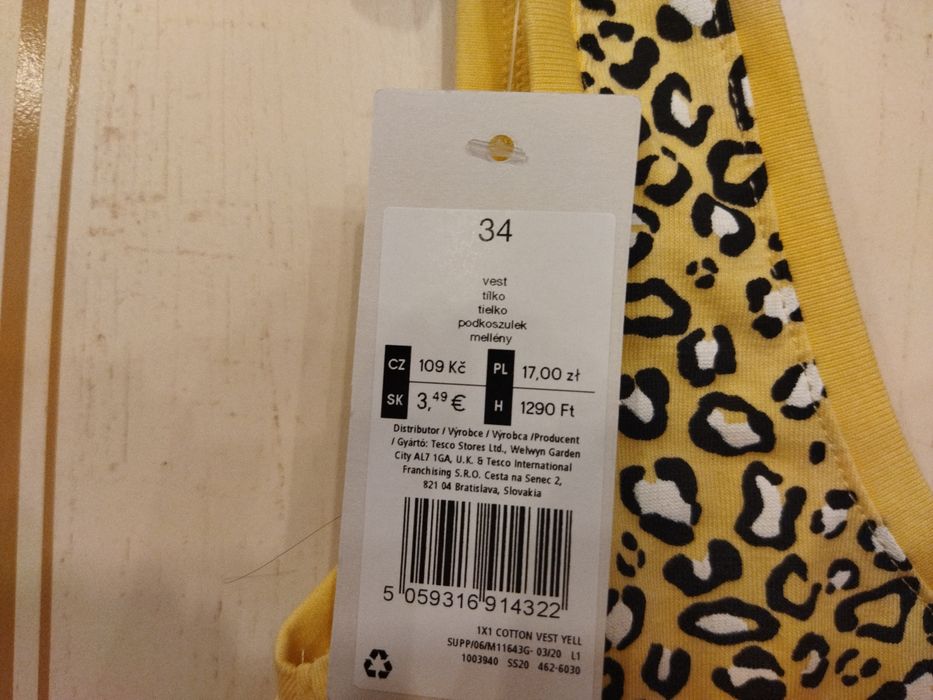 34
vest
tílko
tielko
podkoszulek
mellény
CZ 109 Kč PL 17,00 zł
SK 3,49 € H 1290 Ft
Distributor / Výrobce / Výrobca /Producent
/ Gyártó: Tesco Stores Ltd., Welwyn Garden
City AL7 1GA, U.K. & Tesco International
Franchising S.R.O. Cesta na Senec 2,
821 04 Bratislava, Slovakia
5 059316 914322
1X1 COTTON VEST YELL
SUPP/06/M11643G- 03/20 L1
1003940 SS20 462-6030